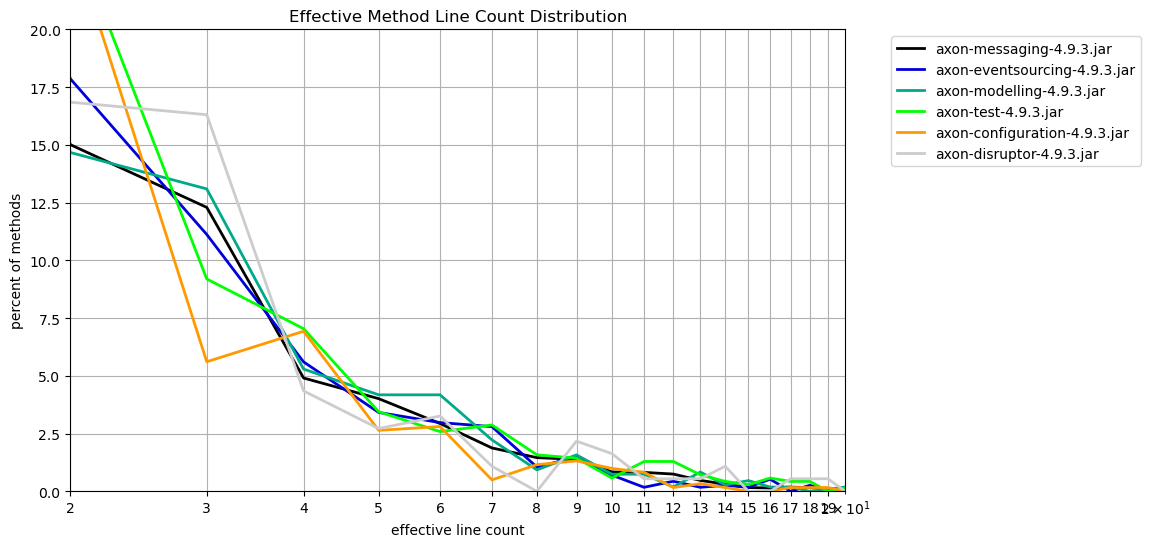 Effective Method Line Count Distribution
20.0
17.5
15.0
12.5
10.0
7.5
5.0
2.5
0.0
percent of methods
2 3 4 5 6 7 8 9 10 11 12 13 14 15 16 17 18 19 2 × 10¹
effective line count
axon-messaging-4.9.3.jar
axon-eventsourcing-4.9.3.jar
axon-modelling-4.9.3.jar
axon-test-4.9.3.jar
axon-configuration-4.9.3.jar
axon-disruptor-4.9.3.jar